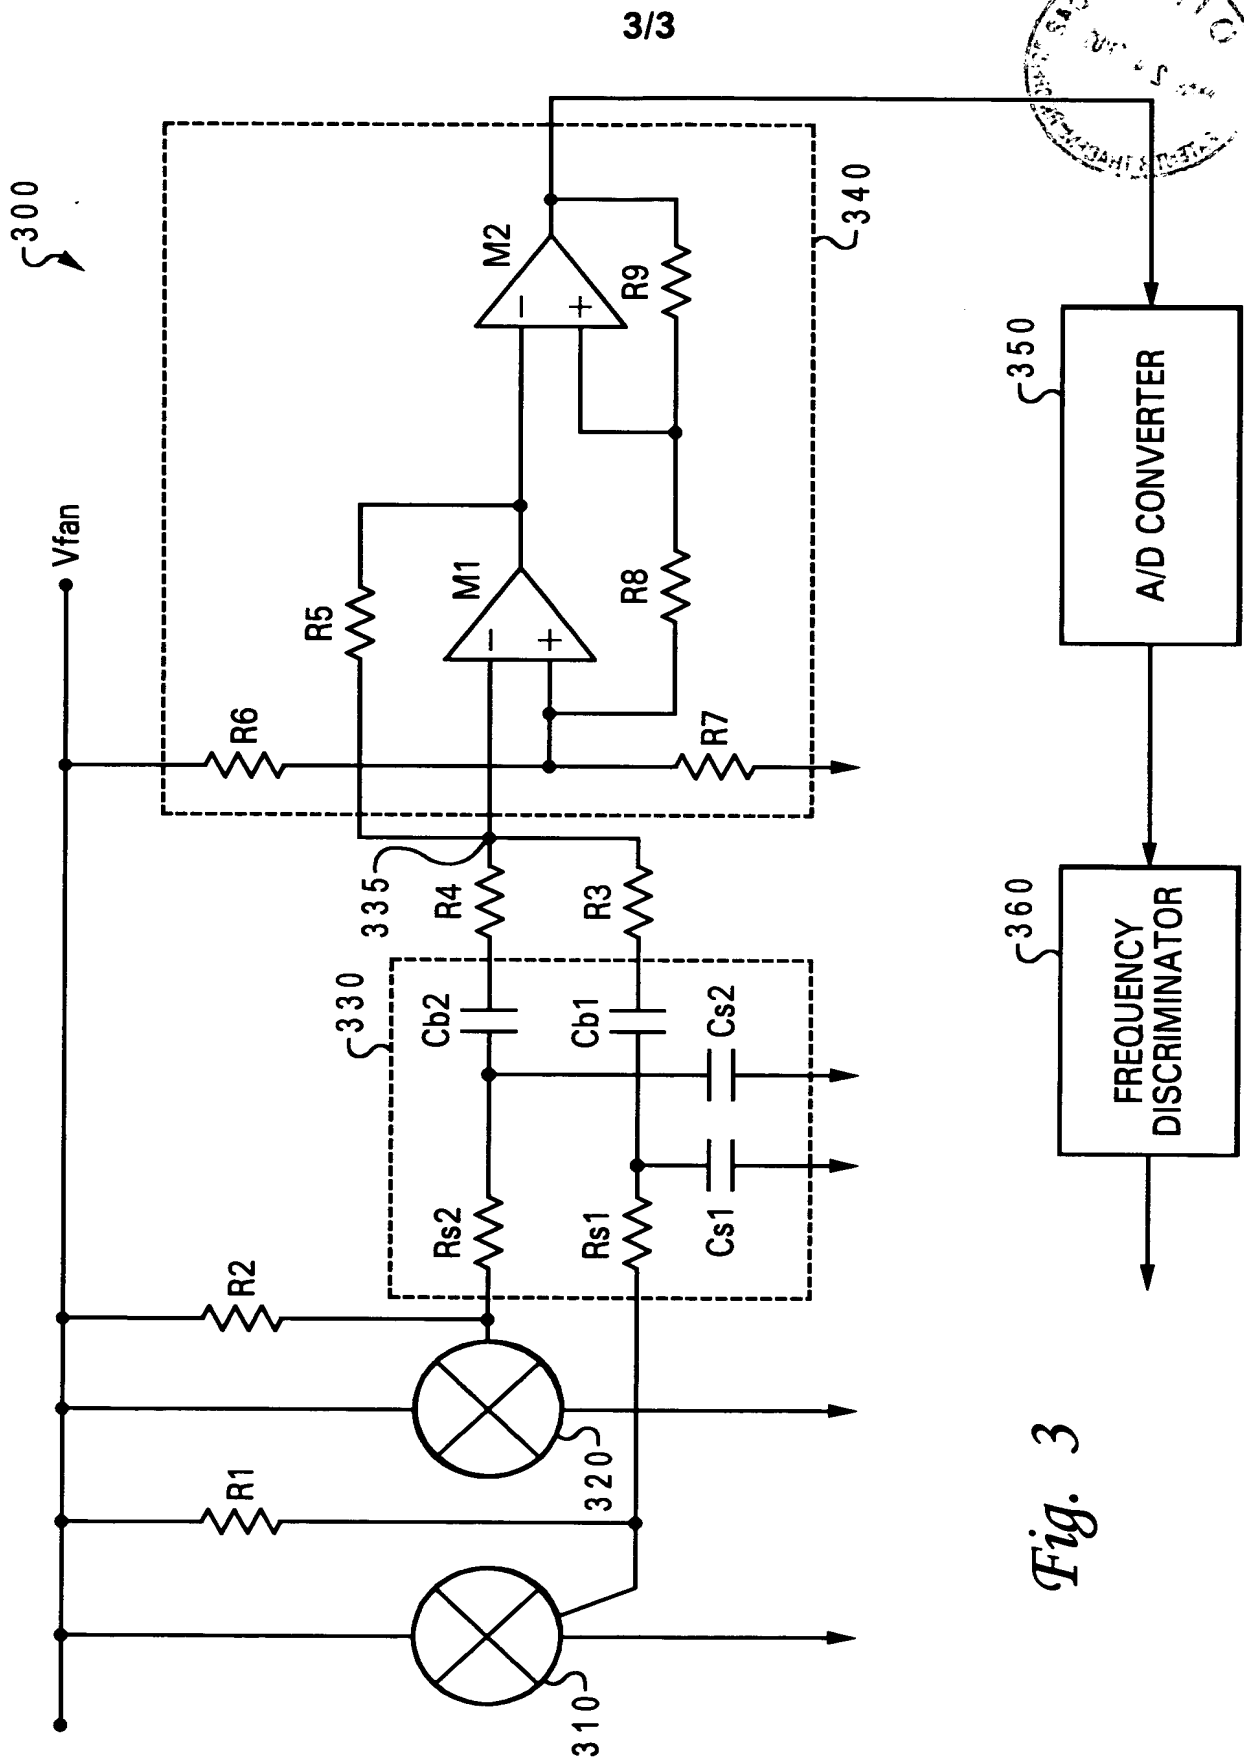 3/3
300
Vfan
R1
R2
R6
R5
R4
335
330
Rs2
Cb2
Rs1
Cb1
R3
Cs1
Cs2
R7
M1
−
+
M2
−
+
R8
R9
340
310
320
350
A/D CONVERTER
360
FREQUENCY
DISCRIMINATOR
Fig. 3